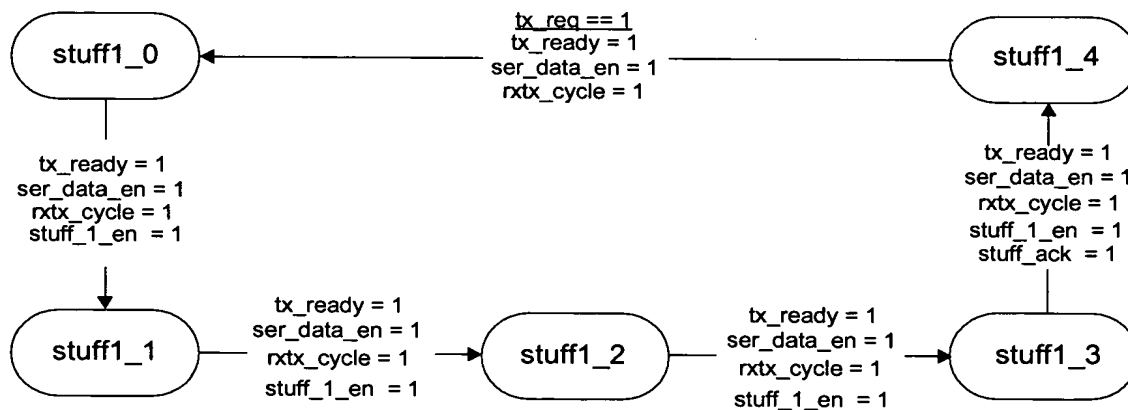 stuff1_0
tx_req == 1
tx_ready = 1
ser_data_en = 1
rxtx_cycle = 1
stuff1_4
tx_ready = 1
ser_data_en = 1
rxtx_cycle = 1
stuff_1_en = 1
tx_ready = 1
ser_data_en = 1
rxtx_cycle = 1
stuff_1_en = 1
stuff_ack = 1
stuff1_1
tx_ready = 1
ser_data_en = 1
rxtx_cycle = 1
stuff_1_en = 1
stuff1_2
tx_ready = 1
ser_data_en = 1
rxtx_cycle = 1
stuff_1_en = 1
stuff1_3